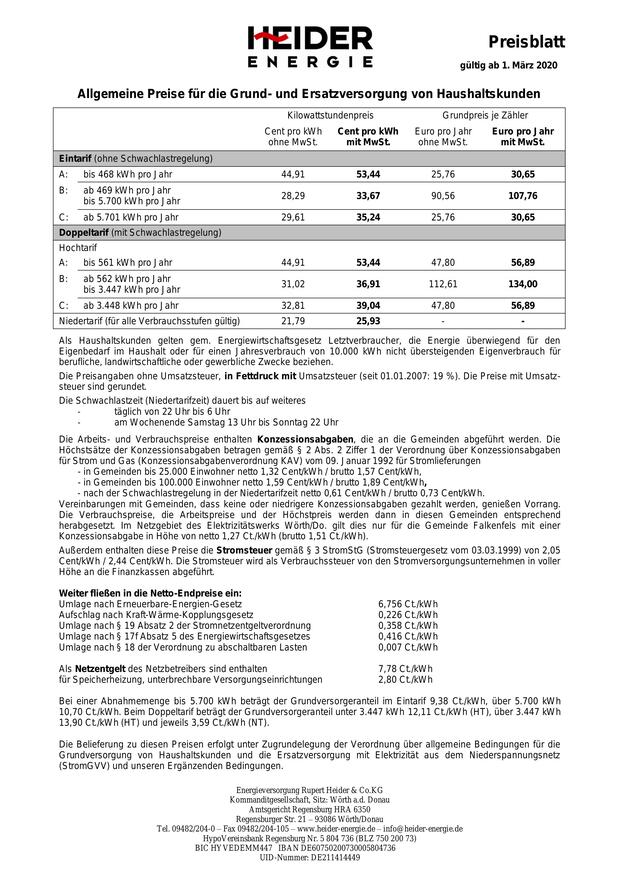 HEIDER
ENERGIE
Preisblatt
gültig ab 1. März 2020
Allgemeine Preise für die Grund- und Ersatzversorgung von Haushaltskunden
Kilowattstundenpreis Grundpreis je Zähler
Cent pro kWh Cent pro kWh Euro pro Jahr Euro pro Jahr
ohne MwSt. mit MwSt. ohne MwSt. mit MwSt.
Eintarif (ohne Schwachlastregelung)
A: bis 468 kWh pro Jahr 44,91 53,44 25,76 30,65
B: ab 469 kWh pro Jahr
bis 5.700 kWh pro Jahr 28,29 33,67 90,56 107,76
C: ab 5.701 kWh pro Jahr 29,61 35,24 25,76 30,65
Doppeltarif (mit Schwachlastregelung)
Hochtarif
A: bis 561 kWh pro Jahr 44,91 53,44 47,80 56,89
B: ab 562 kWh pro Jahr
bis 3.447 kWh pro Jahr 31,02 36,91 112,61 134,00
C: ab 3.448 kWh pro Jahr 32,81 39,04 47,80 56,89
Niedertarif (für alle Verbrauchsstufen gültig) 21,79 25,93 - -
Als Haushaltskunden gelten gem. Energiewirtschaftsgesetz Letztverbraucher, die Energie überwiegend für den
Eigenbedarf im Haushalt oder für einen Jahresverbrauch von 10.000 kWh nicht übersteigenden Eigenverbrauch für
berufliche, landwirtschaftliche oder gewerbliche Zwecke beziehen.
Die Preisangaben ohne Umsatzsteuer, in Fettdruck mit Umsatzsteuer (seit 01.01.2007: 19 %). Die Preise mit Umsatz-
steuer sind gerundet.
Die Schwachlastzeit (Niedertarifzeit) dauert bis auf weiteres
- täglich von 22 Uhr bis 6 Uhr
- am Wochenende Samstag 13 Uhr bis Sonntag 22 Uhr
Die Arbeits- und Verbrauchspreise enthalten Konzessionsabgaben, die an die Gemeinden abgeführt werden. Die
Höchstsätze der Konzessionsabgaben betragen gemäß § 2 Abs. 2 Ziffer 1 der Verordnung über Konzessionsabgaben
für Strom und Gas (Konzessionsabgabenverordnung KAV) vom 09. Januar 1992 für Stromlieferungen
- in Gemeinden bis 25.000 Einwohner netto 1,32 Cent/kWh / brutto 1,57 Cent/kWh,
- in Gemeinden bis 100.000 Einwohner netto 1,59 Cent/kWh / brutto 1,89 Cent/kWh,
- nach der Schwachlastregelung in der Niedertarifzeit netto 0,61 Cent/kWh / brutto 0,73 Cent/kWh.
Vereinbarungen mit Gemeinden, dass keine oder niedrigere Konzessionsabgaben gezahlt werden, genießen Vorrang.
Die Verbrauchspreise, die Arbeitspreise und der Höchstpreis werden dann in diesen Gemeinden entsprechend
herabgesetzt. Im Netzgebiet des Elektrizitätswerks Wörth/Do. gilt dies nur für die Gemeinde Falkenfels mit einer
Konzessionsabgabe in Höhe von netto 1,27 Ct./kWh (brutto 1,51 Ct./kWh).
Außerdem enthalten diese Preise die Stromsteuer gemäß § 3 StromStG (Stromsteuergesetz vom 03.03.1999) von 2,05
Cent/kWh / 2,44 Cent/kWh. Die Stromsteuer wird als Verbrauchssteuer von den Stromversorgungsunternehmen in voller
Höhe an die Finanzkassen abgeführt.
Weiter fließen in die Netto-Endpreise ein:
Umlage nach Erneuerbare-Energien-Gesetz 6,756 Ct./kWh
Aufschlag nach Kraft-Wärme-Kopplungsgesetz 0,226 Ct./kWh
Umlage nach § 19 Absatz 2 der Stromnetzentgeltverordnung 0,358 Ct./kWh
Umlage nach § 17f Absatz 5 des Energiewirtschaftsgesetzes 0,416 Ct./kWh
Umlage nach § 18 der Verordnung zu abschaltbaren Lasten 0,007 Ct./kWh
Als Netzentgelt des Netzbetreibers sind enthalten 7,78 Ct./kWh
für Speicherheizung, unterbrechbare Versorgungseinrichtungen 2,80 Ct./kWh
Bei einer Abnahmemenge bis 5.700 kWh beträgt der Grundversorgeranteil im Eintarif 9,38 Ct./kWh, über 5.700 kWh
10,70 Ct./kWh. Beim Doppeltarif beträgt der Grundversorgeranteil unter 3.447 kWh 12,11 Ct./kWh (HT), über 3.447 kWh
13,90 Ct./kWh (HT) und jeweils 3,59 Ct./kWh (NT).
Die Belieferung zu diesen Preisen erfolgt unter Zugrundelegung der Verordnung über allgemeine Bedingungen für die
Grundversorgung von Haushaltskunden und die Ersatzversorgung mit Elektrizität aus dem Niederspannungsnetz
(StromGVV) und unseren Ergänzenden Bedingungen.
Energieversorgung Rupert Heider & Co.KG
Kommanditgesellschaft, Sitz: Wörth a.d. Donau
Amtsgericht Regensburg HRA 6350
Regensburger Str. 21 – 93086 Wörth/Donau
Tel. 09482/204-0 – Fax 09482/204-105 – www.heider-energie.de – info@heider-energie.de
HypoVereinsbank Regensburg Nr. 5 804 736 (BLZ 750 200 73)
BIC HYVEDEMM447 IBAN DE60750200730005804736
UID-Nummer: DE211414449